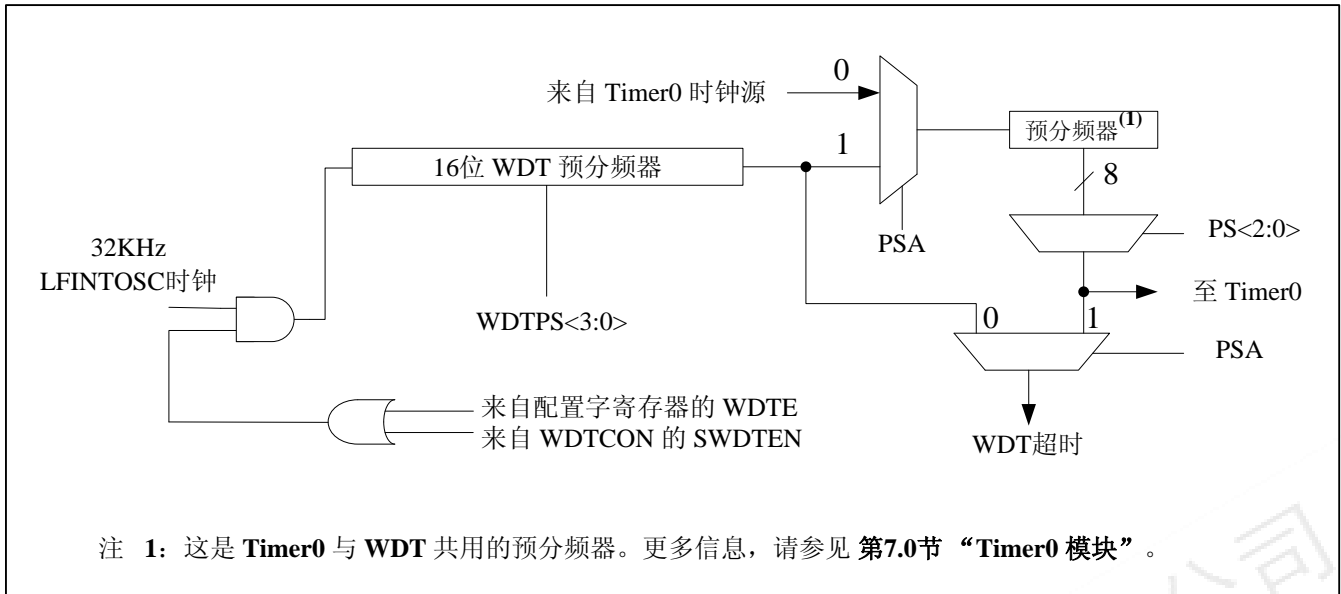 来自 Timer0 时钟源
0
1
预分频器(1)
16位 WDT 预分频器
8
PSA
PS<2:0>
32KHz
LFINTOSC时钟
WDTPS<3:0>
至 Timer0
0
1
PSA
来自配置字寄存器的 WDTE
来自 WDTCON 的 SWDTEN
WDT超时
注 1：这是 Timer0 与 WDT 共用的预分频器。更多信息，请参见 第7.0节 “Timer0 模块”。
公司